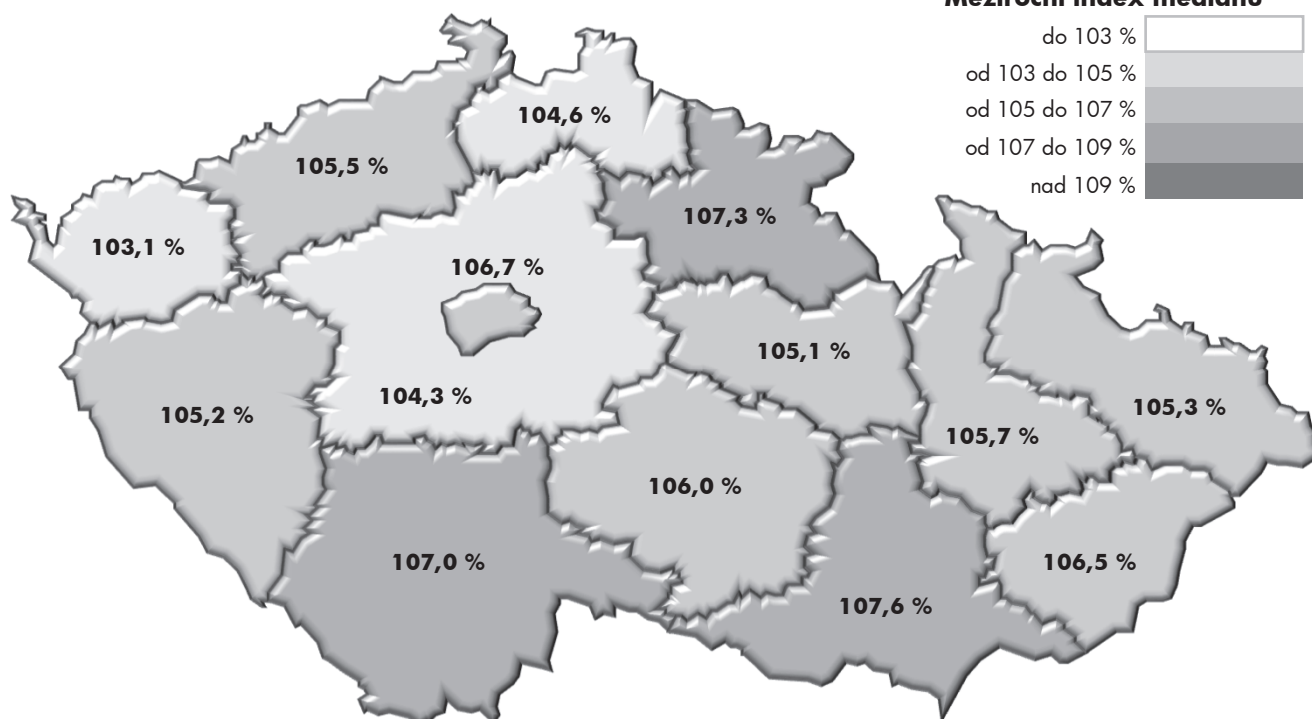 Meziroční index mediánu
do 103 %
od 103 do 105 %
od 105 do 107 %
od 107 do 109 %
nad 109 %
104,6 %
105,5 %
107,3 %
103,1 %
106,7 %
105,1 %
104,3 %
105,2 %
105,3 %
105,7 %
106,0 %
107,0 %
106,5 %
107,6 %